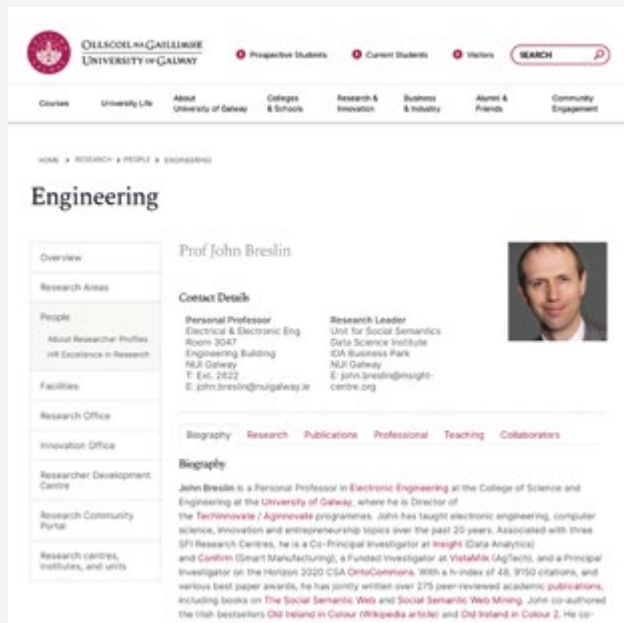 OLLSCOIL NA GAILLIMHE
UNIVERSITY OF GALWAY
Prospective Students
Current Students
Visitors
SEARCH
Courses
University Life
About
University of Galway
Colleges
& Schools
Research &
Innovation
Business
& Industry
Alumni &
Friends
Community
Engagement
HOME > RESEARCH > PEOPLE > ENGINEERING
Engineering
Overview
Research Areas
People
About Researcher Profiles
HR Excellence in Research
Facilities
Research Office
Innovation Office
Researcher Development
Centre
Research Community
Portal
Research centres,
institutes, and units
Prof John Breslin
Contact Details
Personal Professor
Electrical & Electronic Eng
Room 3047
Engineering Building
NUI Galway
T: Ext. 2622
E: john.breslin@nuigalway.ie
Research Leader
Unit for Social Semantics
Data Science Institute
IDA Business Park
NUI Galway
E: john.breslin@insight-
centre.org
Biography Research Publications Professional Teaching Collaborators
Biography
John Breslin is a Personal Professor in Electronic Engineering at the College of Science and
Engineering at the University of Galway, where he is Director of
the TechInnovate / AgInnovate programmes. John has taught electronic engineering, computer
science, innovation and entrepreneurship topics over the past 20 years. Associated with three
SFI Research Centres, he is a Co-Principal Investigator at Insight (Data Analytics)
and Confirm (Smart Manufacturing), a Funded Investigator at VistaMilk (AgTech), and a Principal
Investigator on the Horizon 2020 CSA OntoCommons. With a h-index of 48, 9150 citations, and
various best paper awards, he has jointly written over 275 peer-reviewed academic publications,
including books on The Social Semantic Web and Social Semantic Web Mining. John co-authored
the Irish bestsellers Old Ireland in Colour (Wikipedia article) and Old Ireland in Colour 2. He co-